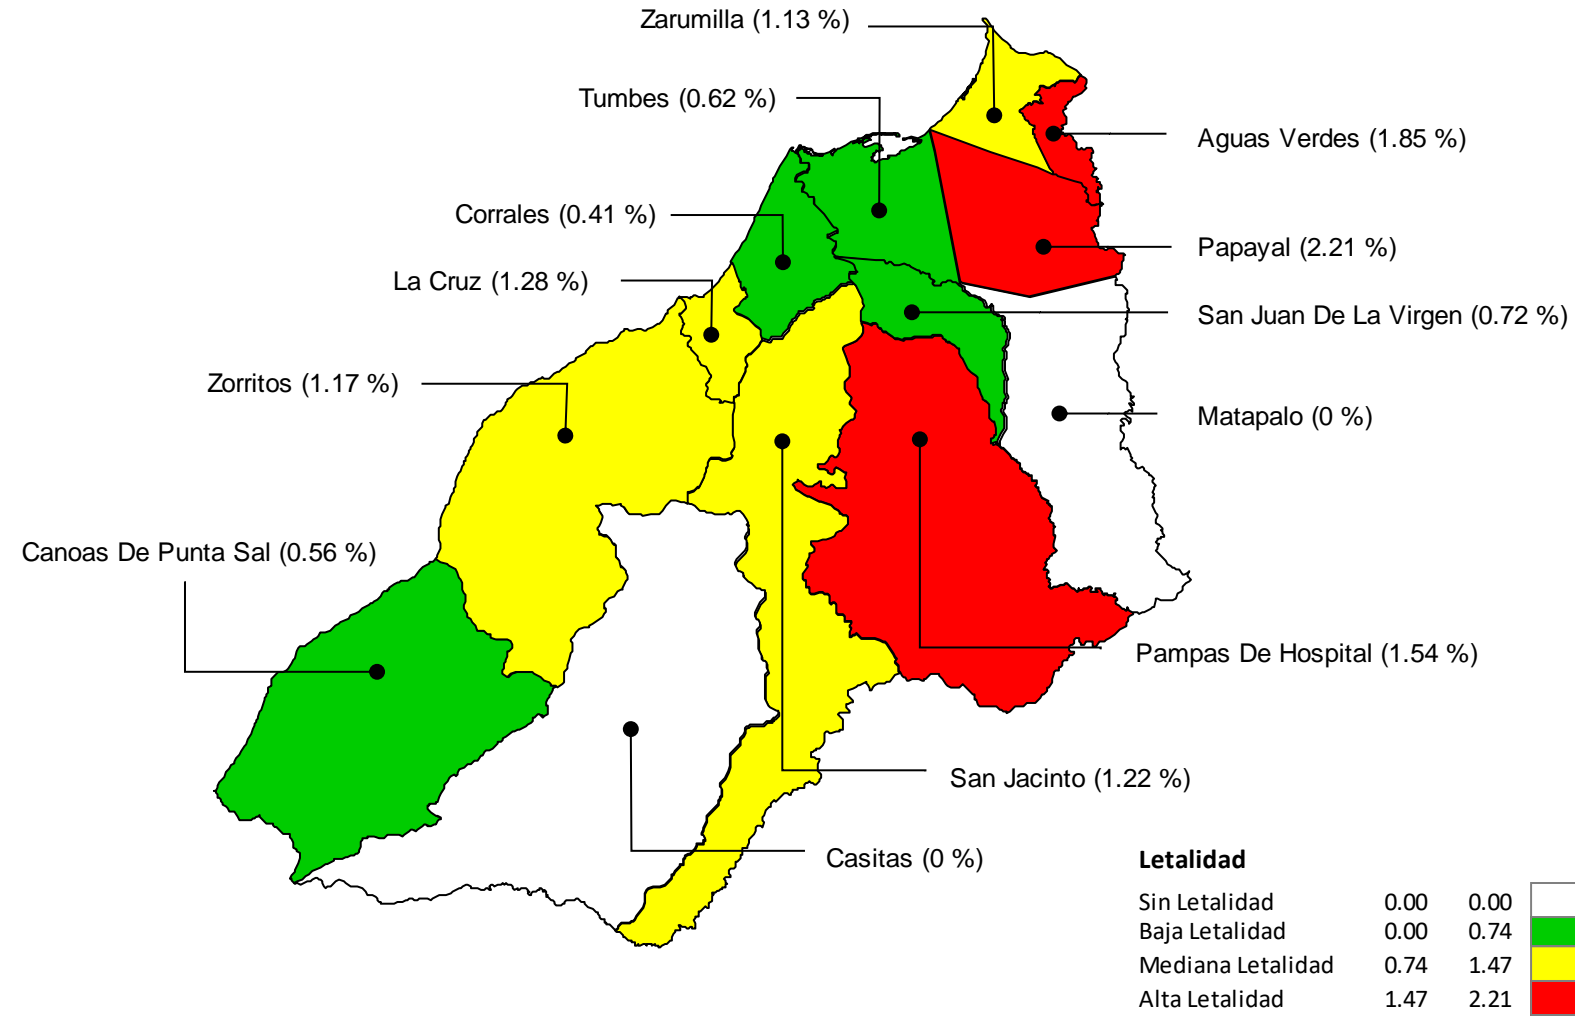 Zarumilla (1.13 %)
Tumbes (0.62 %)
Aguas Verdes (1.85 %)
Corrales (0.41 %)
Papayal (2.21 %)
La Cruz (1.28 %)
San Juan De La Virgen (0.72 %)
Zorritos (1.17 %)
Matapalo (0 %)
Canoas De Punta Sal (0.56 %)
Pampas De Hospital (1.54 %)
San Jacinto (1.22 %)
Casitas (0 %)
Letalidad
Sin Letalidad 0.00 0.00
Baja Letalidad 0.00 0.74
Mediana Letalidad 0.74 1.47
Alta Letalidad 1.47 2.21